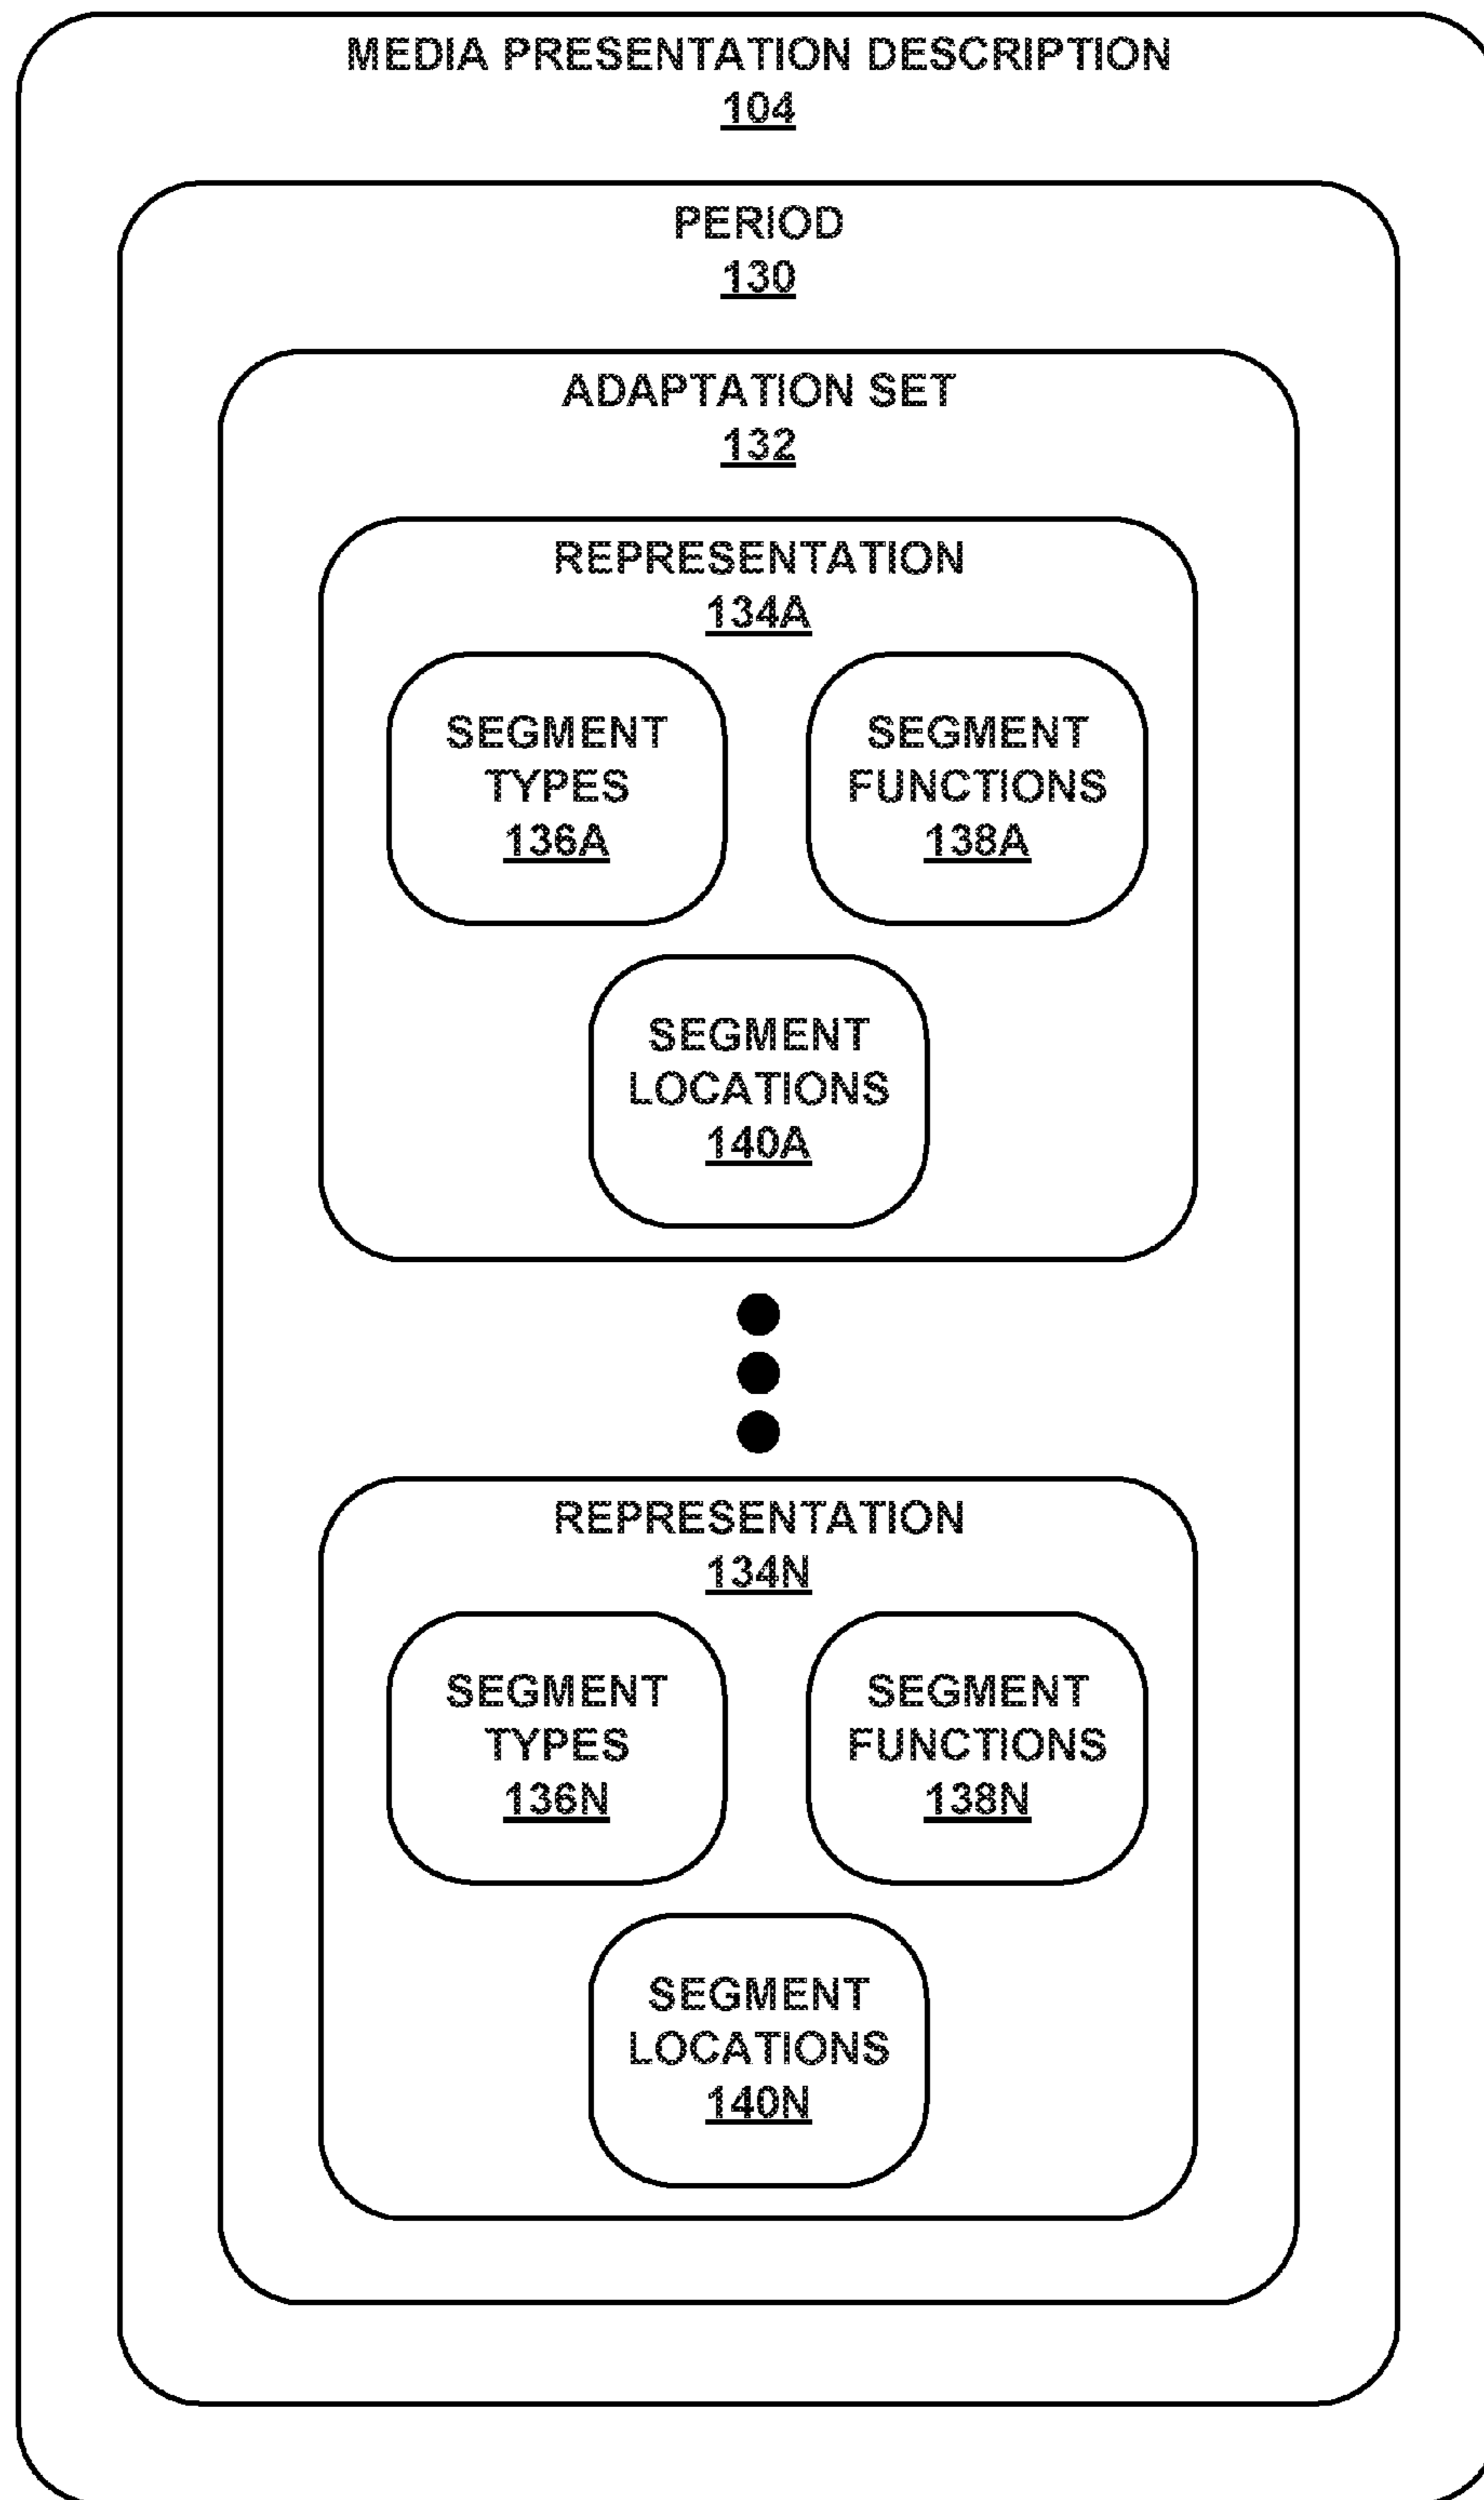 MEDIA PRESENTATION DESCRIPTION
104
PERIOD
130
ADAPTATION SET
132
REPRESENTATION
134A
SEGMENT
TYPES
136A
SEGMENT
FUNCTIONS
138A
SEGMENT
LOCATIONS
140A
REPRESENTATION
134N
SEGMENT
TYPES
136N
SEGMENT
FUNCTIONS
138N
SEGMENT
LOCATIONS
140N